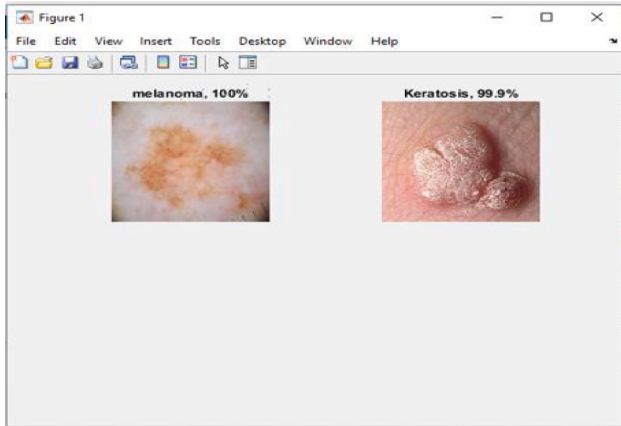 Figure 1
File Edit View Insert Tools Desktop Window Help
melanoma, 100%
Keratosis, 99.9%